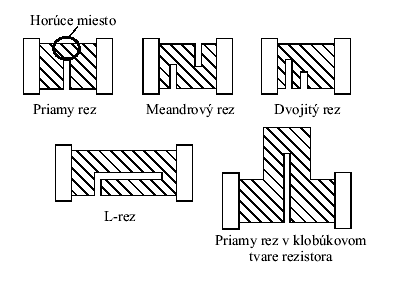 Horúce miesto
Priamy rez
Meandrový rez
Dvojitý rez
L-rez
Priamy rez v klobúkovom
tvare rezistora